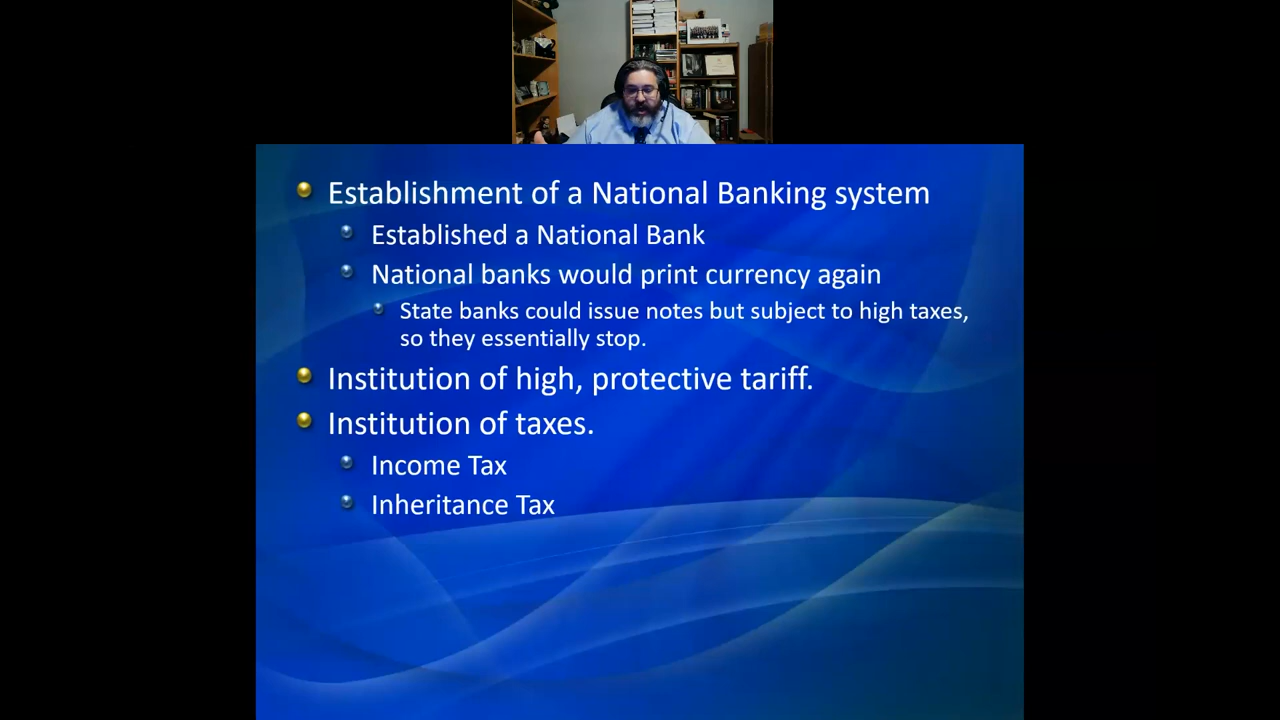 Establishment of a National Banking system
Established a National Bank
National banks would print currency again
State banks could issue notes but subject to high taxes,
so they essentially stop.
Institution of high, protective tariff.
Institution of taxes.
Income Tax
Inheritance Tax